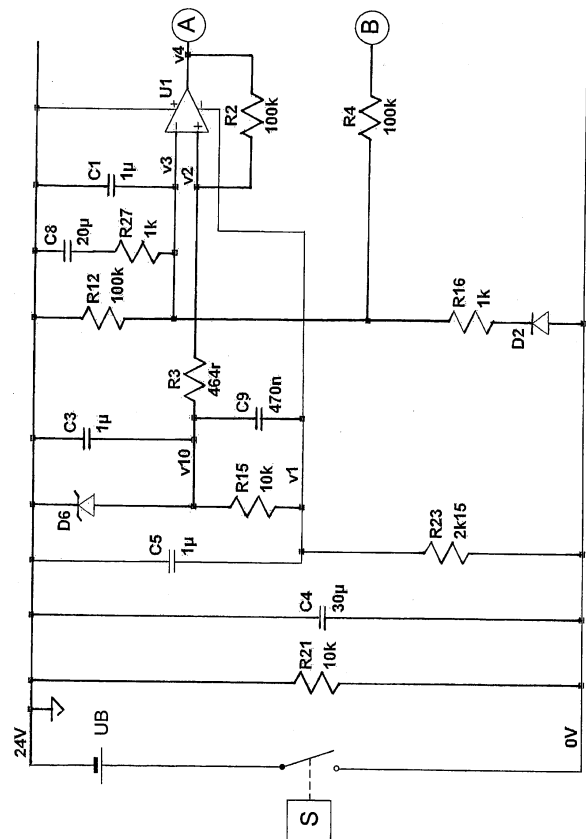 24V
UB
S
0V
R21
10k
C4
30µ
C5
1µ
R23
2k15
D6
v10
R15
10k
v1
C3
1µ
R3
464r
C9
470n
R12
100k
C8
20µ
R27
1k
R16
1k
D2
C1
1µ
v3
v2
U1
v4
A
+
-
-
+
R2
100k
R4
100k
B